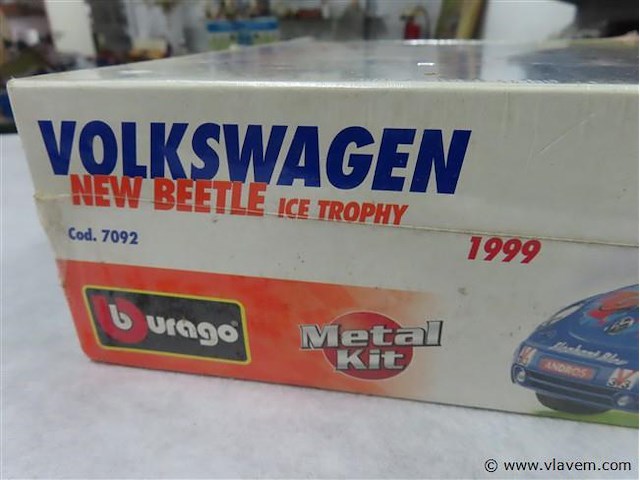 VOLKSWAGEN
NEW BEETLE ICE TROPHY
Cod. 7092
1999
burago
Metal
Kit
ANDROS
© www.vlavem.com